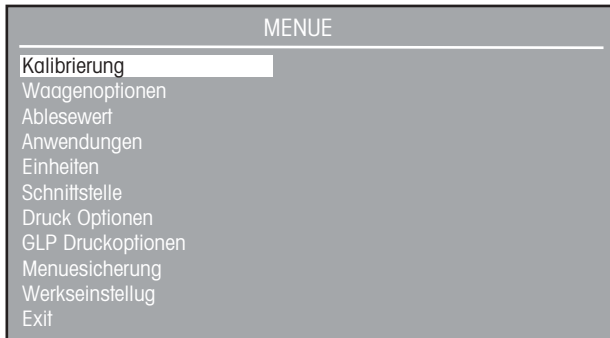 MENUE
Kalibrierung
Waagenoptionen
Ablesewert
Anwendungen
Einheiten
Schnittstelle
Druck Optionen
GLP Druckoptionen
Menuesicherung
Werkseinstellug
Exit